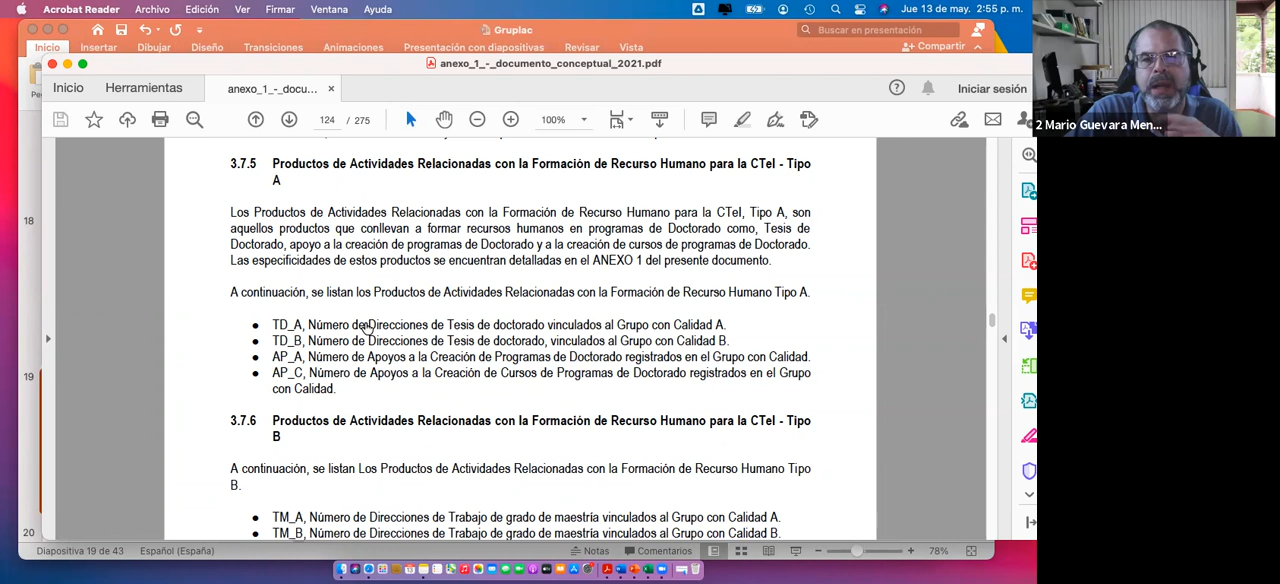 Acrobat Reader Archivo Edición Ver Firmar Ventana Ayuda Jue 13 de may. 2:55 p. m.
Gruplac Buscar en presentación
Inicio Insertar Dibujar Diseño Transiciones Animaciones Presentación con diapositivas Revisar Vista Compartir
anexo_1_-_documento_conceptual_2021.pdf
Inicio Herramientas anexo_1_-_docu... × Iniciar sesión
124 / 275 100%
2 Mario Guevara Men...
3.7.5 Productos de Actividades Relacionadas con la Formación de Recurso Humano para la CTeI - Tipo
A
Los Productos de Actividades Relacionadas con la Formación de Recurso Humano para la CTeI, Tipo A, son
aquellos productos que conllevan a formar recursos humanos en programas de Doctorado como, Tesis de
Doctorado, apoyo a la creación de programas de Doctorado y a la creación de cursos de programas de Doctorado.
Las especificidades de estos productos se encuentran detalladas en el ANEXO 1 del presente documento.
A continuación, se listan los Productos de Actividades Relacionadas con la Formación de Recurso Humano Tipo A.
● TD_A, Número de Direcciones de Tesis de doctorado vinculados al Grupo con Calidad A.
● TD_B, Número de Direcciones de Tesis de doctorado, vinculados al Grupo con Calidad B.
● AP_A, Número de Apoyos a la Creación de Programas de Doctorado registrados en el Grupo con Calidad.
● AP_C, Número de Apoyos a la Creación de Cursos de Programas de Doctorado registrados en el Grupo
con Calidad.
3.7.6 Productos de Actividades Relacionadas con la Formación de Recurso Humano para la CTeI - Tipo
B
A continuación, se listan Los Productos de Actividades Relacionadas con la Formación de Recurso Humano Tipo
B.
● TM_A, Número de Direcciones de Trabajo de grado de maestría vinculados al Grupo con Calidad A.
● TM_B, Número de Direcciones de Trabajo de grado de maestría vinculados al Grupo con Calidad B.
18
19
20
Diapositiva 19 de 43 Español (España) Notas Comentarios 78%